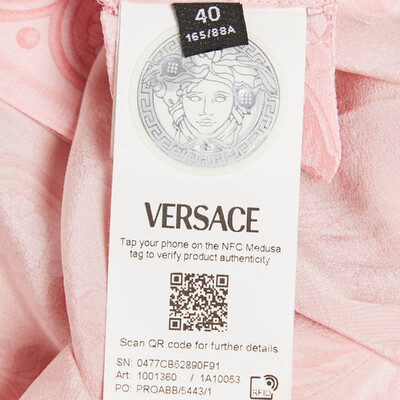 40
165/88A
VERSACE
Tap your phone on the NFC Medusa
tag to verify product authenticity
Scan QR code for further details
SN: 0477CB52890F91
Art: 1001360 / 1A10053
PO: PROABB/5443/1
RFID